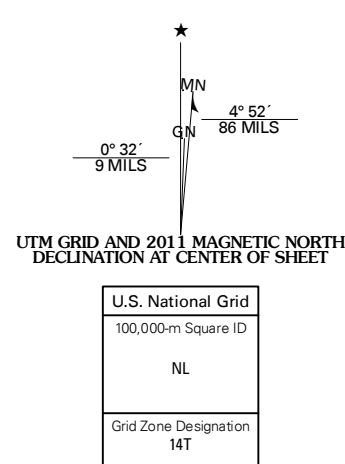 ★
MN
4° 52´
86 MILS
GN
0° 32´
9 MILS
UTM GRID AND 2011 MAGNETIC NORTH
DECLINATION AT CENTER OF SHEET
U.S. National Grid
100,000-m Square ID
NL
Grid Zone Designation
14T